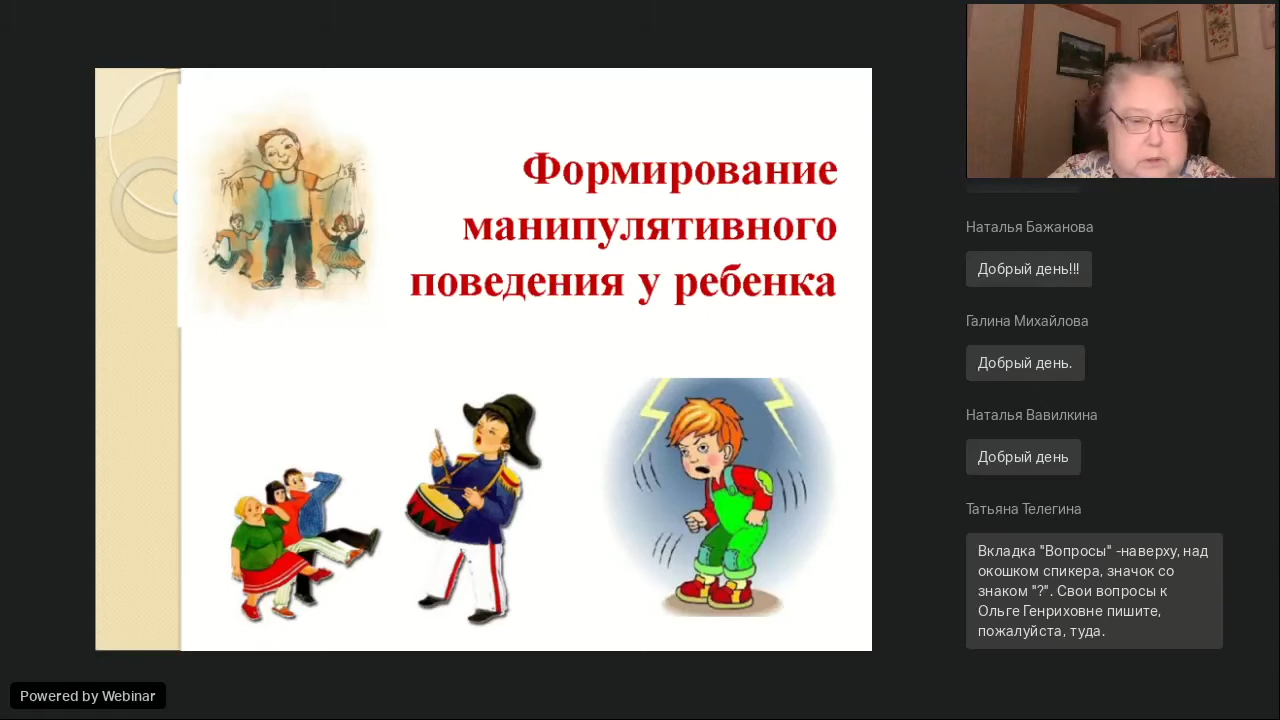 Формирование
манипулятивного
поведения у ребенка
Наталья Бажанова
Добрый день!!!
Галина Михайлова
Добрый день.
Наталья Вавилкина
Добрый день
Татьяна Телегина
Вкладка "Вопросы" -наверху, над
окошком спикера, значок со
знаком "?". Свои вопросы к
Ольге Генриховне пишите,
пожалуйста, туда.
Powered by Webinar